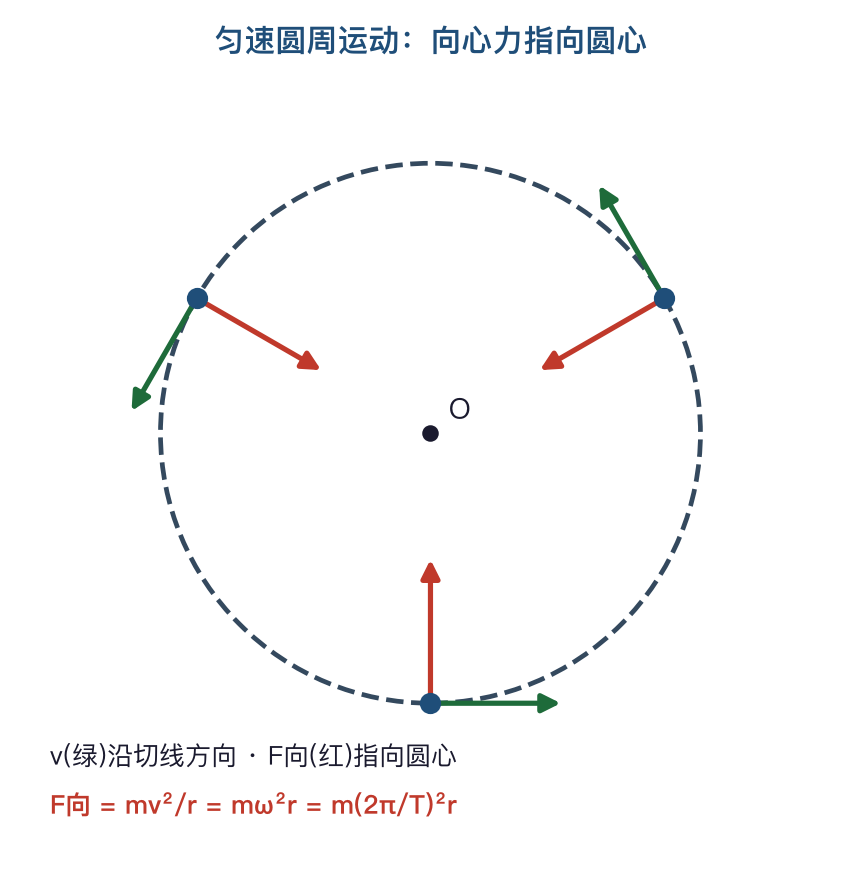 匀速圆周运动：向心力指向圆心
O
v(绿)沿切线方向 · F向(红)指向圆心
F向 = mv²/r = mω²r = m(2π/T)²r